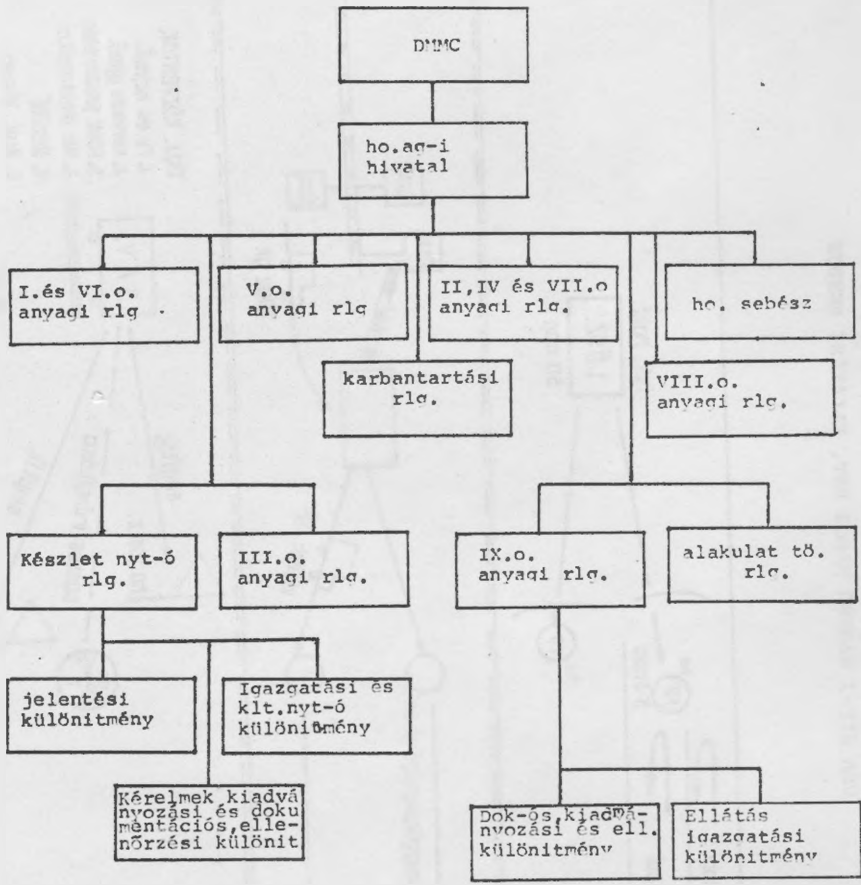 DMMC
ho.ag-i
hivatal
I.és VI.o.
anyagi rlg.
V.o.
anyagi rlg
II,IV és VII.o
anyagi rlg.
ho. sebész
karbantartási
rlg.
VIII.o.
anyagi rlg.
Készlet nyt-ó
rlg.
III.o.
anyagi rlg.
IX.o.
anyagi rlg.
alakulat tö.
rlg.
jelentési
különitmény
Igazgatási és
klt.nyt-ó
különitmény
Kérelmek kiadvá
nyozási és doku
mentációs,elle-
nőrzési különit
Dok-ós,kiadmá-
nyozási és ell.
különitmény
Ellátás
igazgatási
különitmény